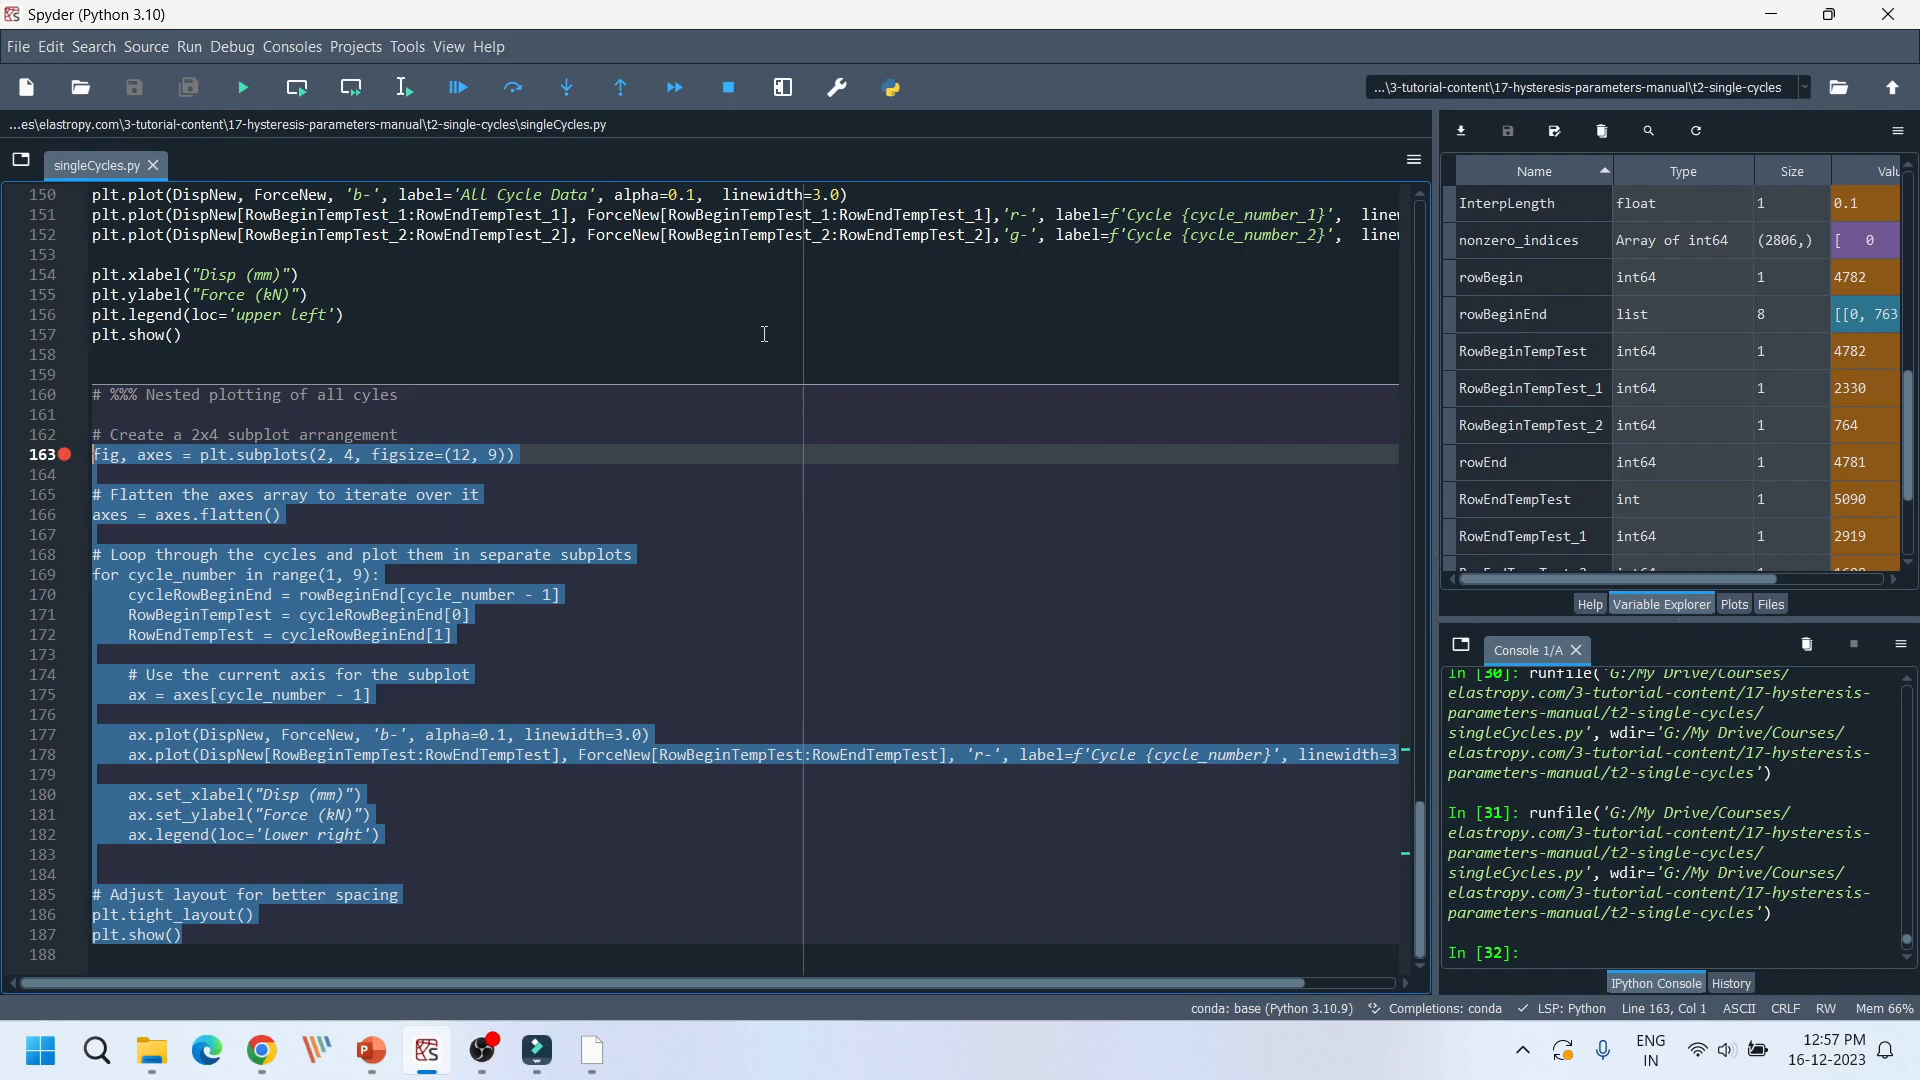 Spyder (Python 3.10)
File Edit Search Source Run Debug Consoles Projects Tools View Help
...\3-tutorial-content\17-hysteresis-parameters-manual\t2-single-cycles
...es\elastropy.com\3-tutorial-content\17-hysteresis-parameters-manual\t2-single-cycles\singleCycles.py
singleCycles.py
150 plt.plot(DispNew, ForceNew, 'b-', label='All Cycle Data', alpha=0.1, linewidth=3.0)
151 plt.plot(DispNew[RowBeginTempTest_1:RowEndTempTest_1], ForceNew[RowBeginTempTest_1:RowEndTempTest_1],'r-', label=f'Cycle {cycle_number_1}', linew
152 plt.plot(DispNew[RowBeginTempTest_2:RowEndTempTest_2], ForceNew[RowBeginTempTest_2:RowEndTempTest_2],'g-', label=f'Cycle {cycle_number_2}', linew
153
154 plt.xlabel("Disp (mm)")
155 plt.ylabel("Force (kN)")
156 plt.legend(loc='upper left')
157 plt.show()
158
159
160 # %%% Nested plotting of all cyles
161
162 # Create a 2x4 subplot arrangement
163 fig, axes = plt.subplots(2, 4, figsize=(12, 9))
164
165 # Flatten the axes array to iterate over it
166 axes = axes.flatten()
167
168 # Loop through the cycles and plot them in separate subplots
169 for cycle_number in range(1, 9):
170 cycleRowBeginEnd = rowBeginEnd[cycle_number - 1]
171 RowBeginTempTest = cycleRowBeginEnd[0]
172 RowEndTempTest = cycleRowBeginEnd[1]
173
174 # Use the current axis for the subplot
175 ax = axes[cycle_number - 1]
176
177 ax.plot(DispNew, ForceNew, 'b-', alpha=0.1, linewidth=3.0)
178 ax.plot(DispNew[RowBeginTempTest:RowEndTempTest], ForceNew[RowBeginTempTest:RowEndTempTest], 'r-', label=f'Cycle {cycle_number}', linewidth=3
179
180 ax.set_xlabel("Disp (mm)")
181 ax.set_ylabel("Force (kN)")
182 ax.legend(loc='lower right')
183
184
185 # Adjust layout for better spacing
186 plt.tight_layout()
187 plt.show()
188
Name Type Size Valu
InterpLength float 1 0.1
nonzero_indices Array of int64 (2806,) [ 0
rowBegin int64 1 4782
rowBeginEnd list 8 [[0, 763
RowBeginTempTest int64 1 4782
RowBeginTempTest_1 int64 1 2330
RowBeginTempTest_2 int64 1 764
rowEnd int64 1 4781
RowEndTempTest int 1 5090
RowEndTempTest_1 int64 1 2919
Help Variable Explorer Plots Files
Console 1/A
In [30]: runfile('G:/My Drive/Courses/
elastropy.com/3-tutorial-content/17-hysteresis-
parameters-manual/t2-single-cycles/
singleCycles.py', wdir='G:/My Drive/Courses/
elastropy.com/3-tutorial-content/17-hysteresis-
parameters-manual/t2-single-cycles')
In [31]: runfile('G:/My Drive/Courses/
elastropy.com/3-tutorial-content/17-hysteresis-
parameters-manual/t2-single-cycles/
singleCycles.py', wdir='G:/My Drive/Courses/
elastropy.com/3-tutorial-content/17-hysteresis-
parameters-manual/t2-single-cycles')
In [32]:
IPython Console History
conda: base (Python 3.10.9) Completions: conda LSP: Python Line 163, Col 1 ASCII CRLF RW Mem 66%
ENG
IN
12:57 PM
16-12-2023